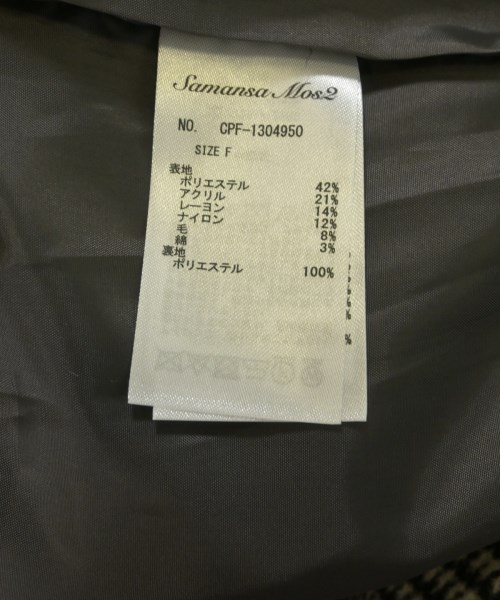 Samansa Mos2
NO. CPF-1304950
SIZE F
表地
ポリエステル 42%
アクリル 21%
レーヨン 14%
ナイロン 12%
毛 8%
綿 3%
裏地
ポリエステル 100%